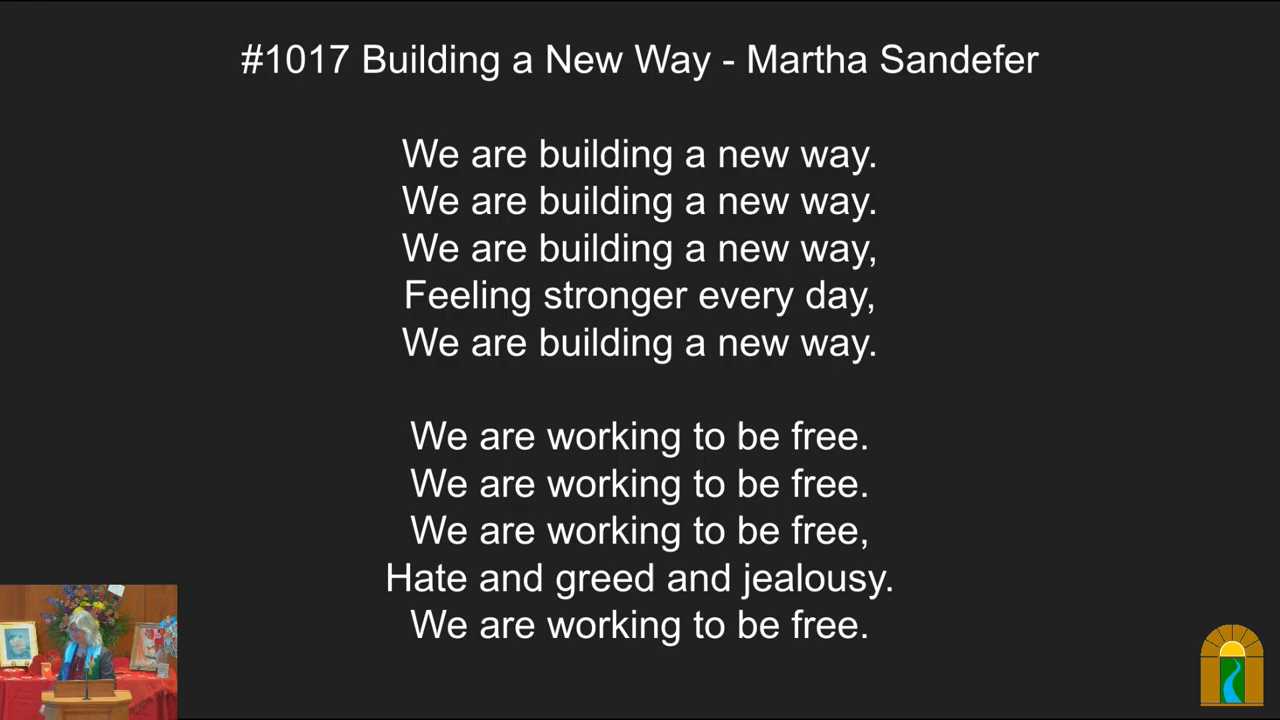 #1017 Building a New Way - Martha Sandefer
We are building a new way.
We are building a new way.
We are building a new way,
Feeling stronger every day,
We are building a new way.
We are working to be free.
We are working to be free.
We are working to be free,
Hate and greed and jealousy.
We are working to be free.